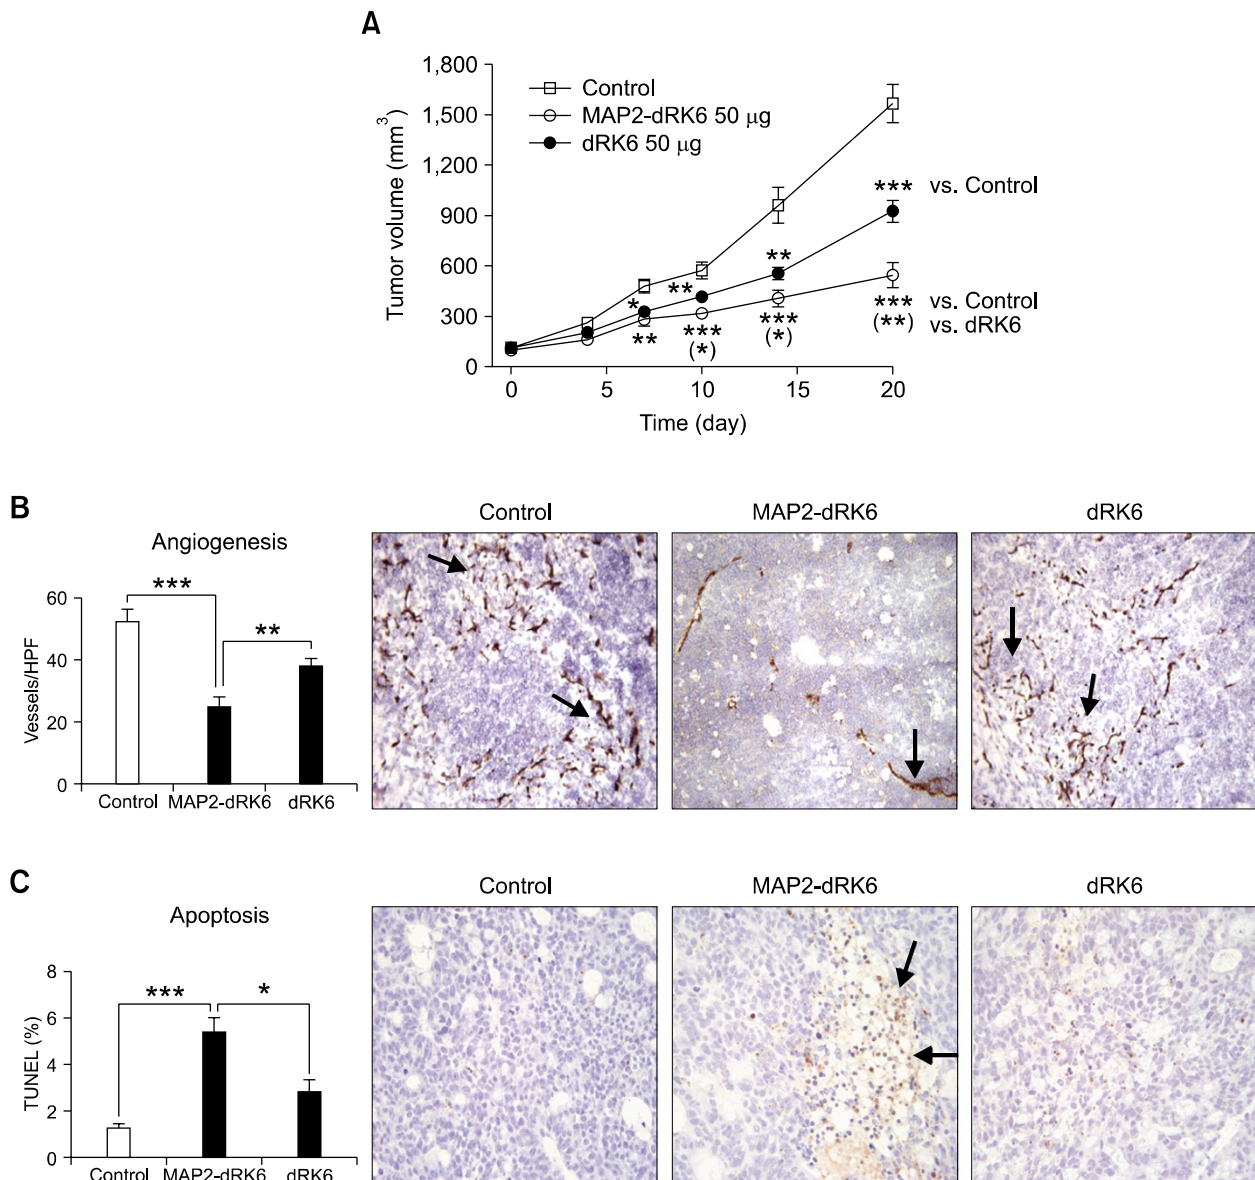 A
1,800
1,500
1,200
900
600
300
0
Tumor volume (mm³)
Control
MAP2-dRK6 50 μg
dRK6 50 μg
*** vs. Control
**
**
*
*** vs. Control
(**) vs. dRK6
**
***
(*)
***
(*)
0 5 10 15 20
Time (day)
B
Angiogenesis
Control MAP2-dRK6 dRK6
***
**
60
40
20
0
Vessels/HPF
Control MAP2-dRK6 dRK6
C
Apoptosis
Control MAP2-dRK6 dRK6
***
*
8
6
4
2
0
TUNEL (%)
Control MAP2-dRK6 dRK6